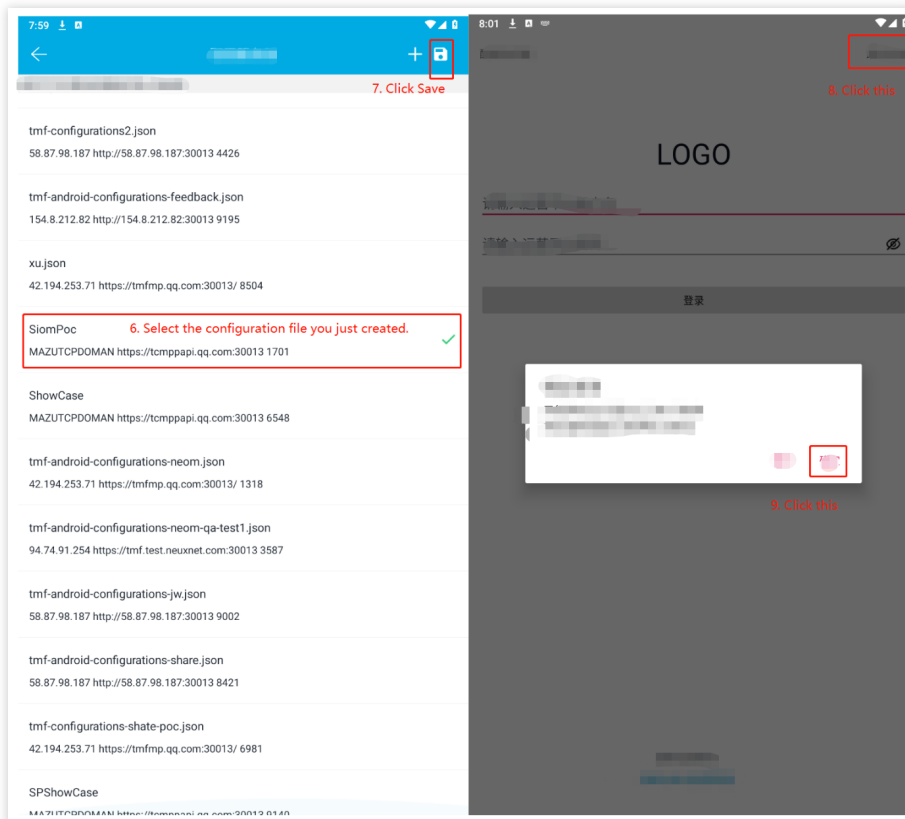 7:59
7. Click Save
tmf-configurations2.json
58.87.98.187 http://58.87.98.187:30013 4426
tmf-android-configurations-feedback.json
154.8.212.82 http://154.8.212.82:30013 9195
xu.json
42.194.253.71 https://tmfmp.qq.com:30013/ 8504
SiomPoc
6. Select the configuration file you just created.
MAZUTCPDOMAN https://tcmppapi.qq.com:30013 1701
ShowCase
MAZUTCPDOMAN https://tcmppapi.qq.com:30013 6548
tmf-android-configurations-neom.json
42.194.253.71 https://tmfmp.qq.com:30013/ 1318
tmf-android-configurations-neom-qa-test1.json
94.74.91.254 https://tmf.test.neuxnet.com:30013 3587
tmf-android-configurations-jw.json
58.87.98.187 http://58.87.98.187:30013 9002
tmf-android-configurations-share.json
58.87.98.187 http://58.87.98.187:30013 8421
tmf-configurations-shate-poc.json
42.194.253.71 https://tmfmp.qq.com:30013/ 6981
SPShowCase
MAZUTCPDOMAN https://tcmppapi.qq.com:30013 9140
8:01
8. Click this
LOGO
登录
9. Click this